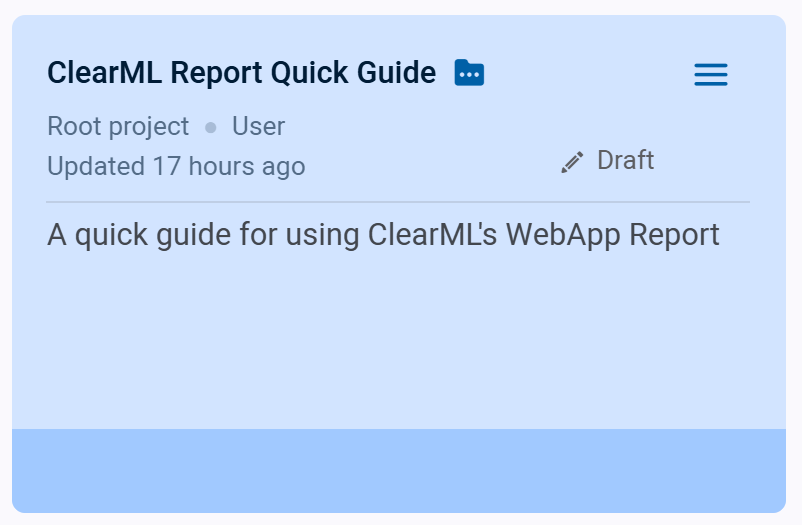 ClearML Report Quick Guide
Root project User
Updated 17 hours ago
Draft
A quick guide for using ClearML's WebApp Report